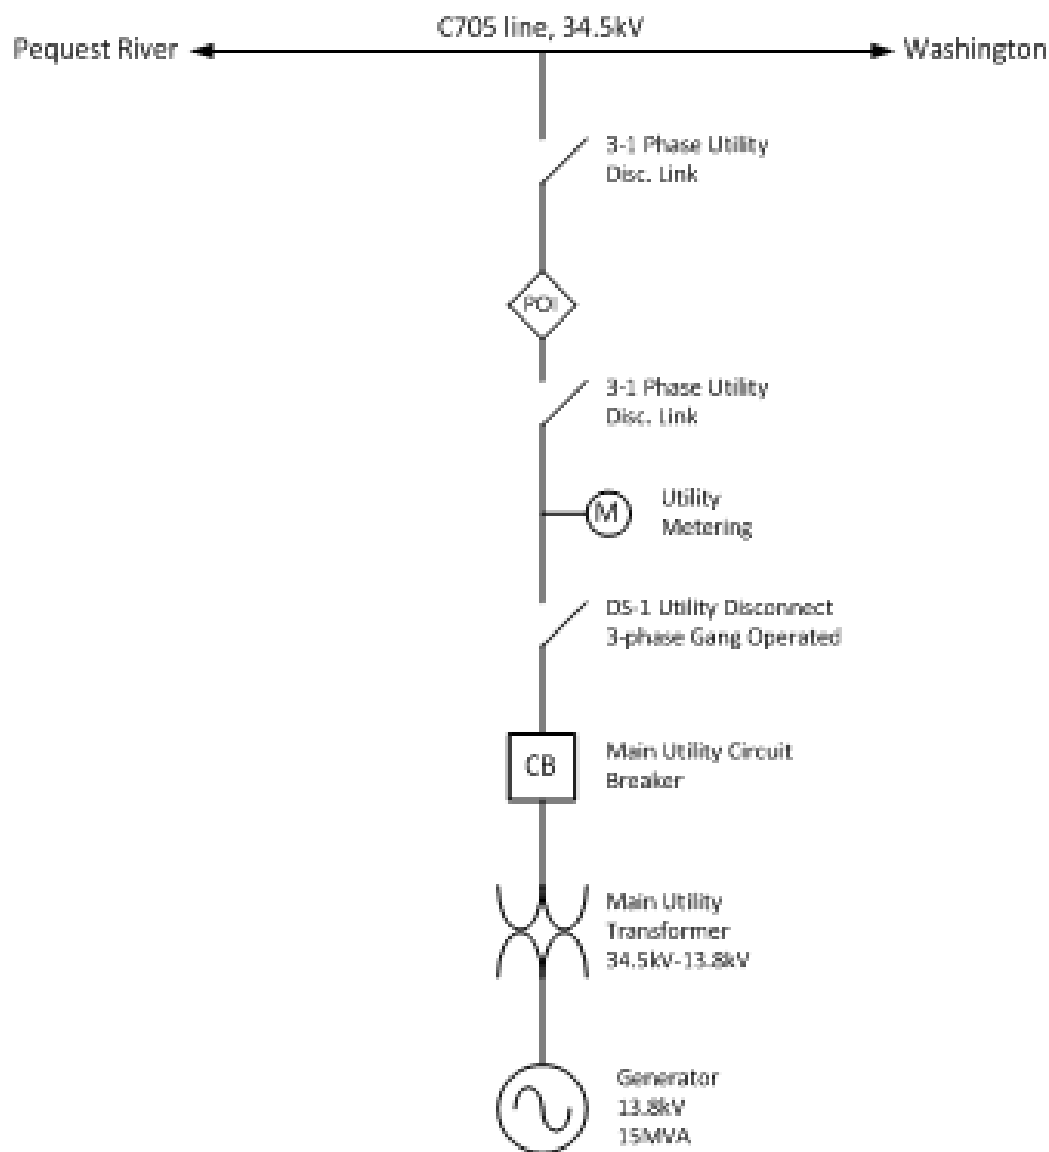 C705 line, 34.5kV
Pequest River
Washington
3-1 Phase Utility
Disc. Link
POI
3-1 Phase Utility
Disc. Link
M
Utility
Metering
DS-1 Utility Disconnect
3-phase Gang Operated
CB
Main Utility Circuit
Breaker
Main Utility
Transformer
34.5kV-13.8kV
Generator
13.8kV
15MVA